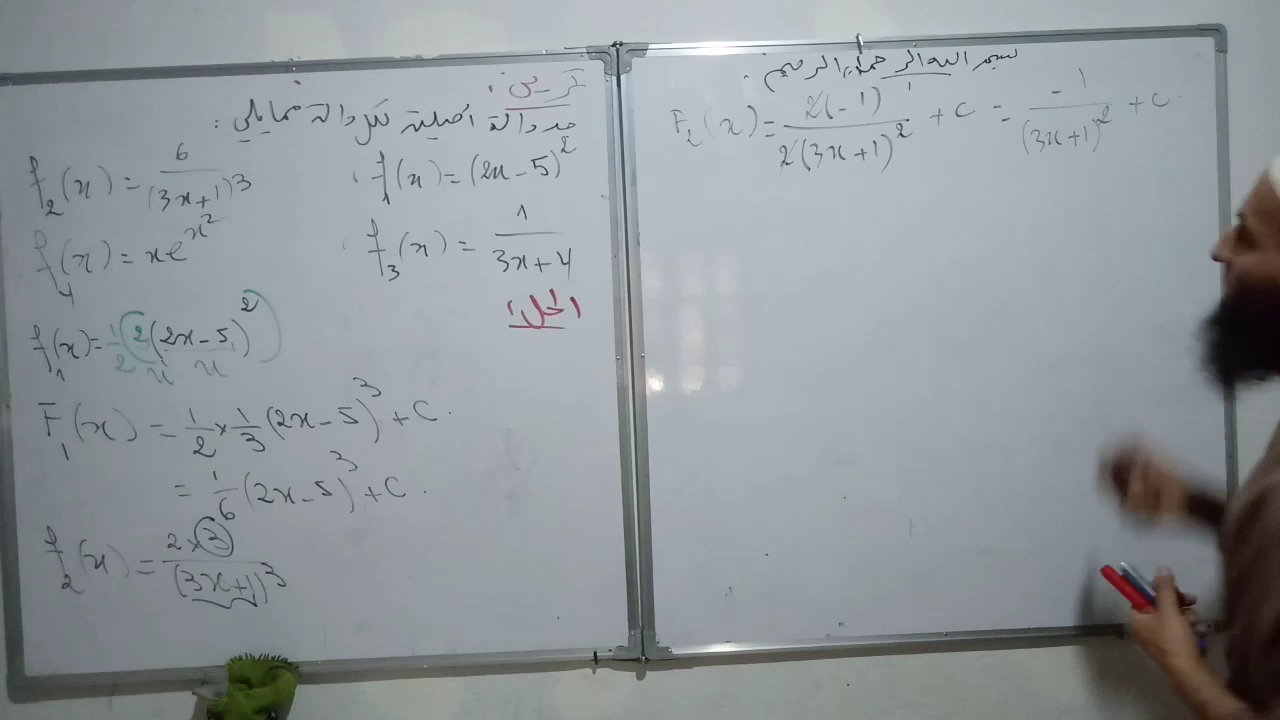 تمرين :
جد دالة أصلية لكل دالة فيما يلي :
f₁(x) = (2x-5)² ، f₂(x) = 6/(3x+1)³
f₃(x) = 1/(3x+4) ، f₄(x) = xe^(x²)
الحل :
f₁(x) = 1/2 (2(2x-5)²)
u' u
F₁(x) = 1/2 × 1/3 (2x-5)³ + C.
= 1/6 (2x-5)³ + C.
f₂(x) = 2×3/(3x+1)³
بسم الله الرحمان الرحيم .
F₂(x) = 2(-1)/2(3x+1)² + C = -1/(3x+1)² + C.